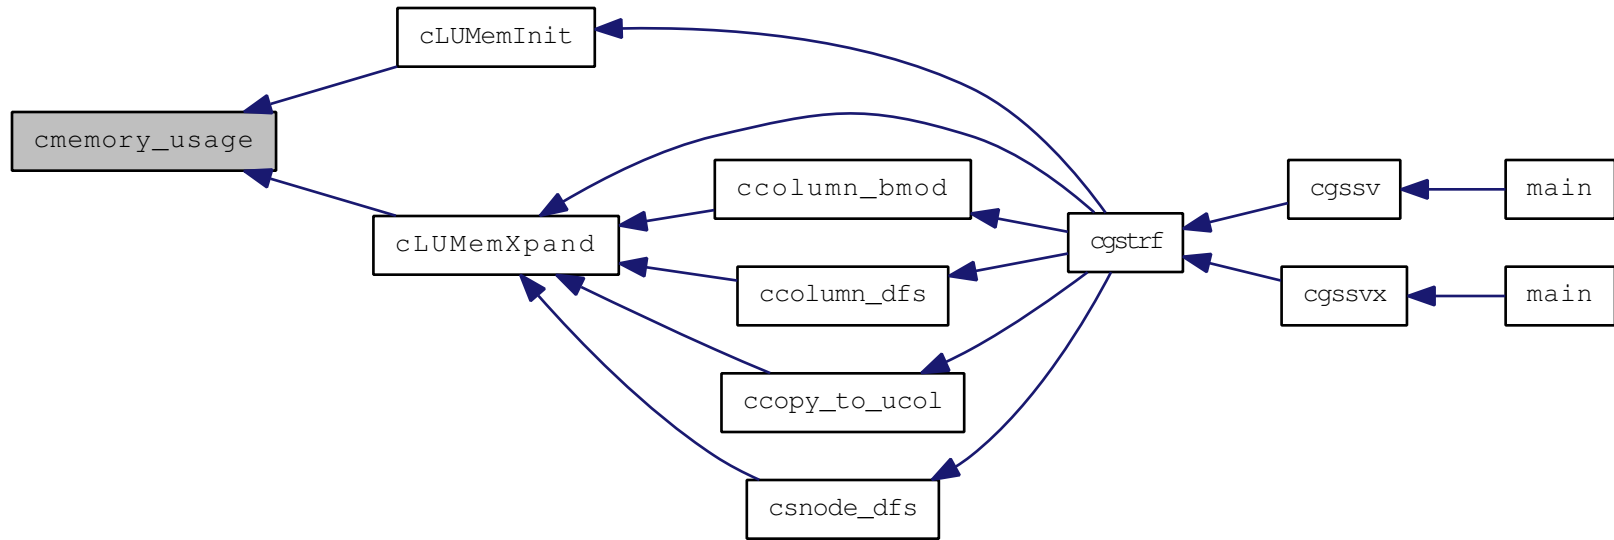 cLUMemInit
cmemory_usage
ccolumn_bmod
cgssv
main
cLUMemXpand
cgstrf
ccolumn_dfs
cgssvx
main
ccopy_to_ucol
csnode_dfs